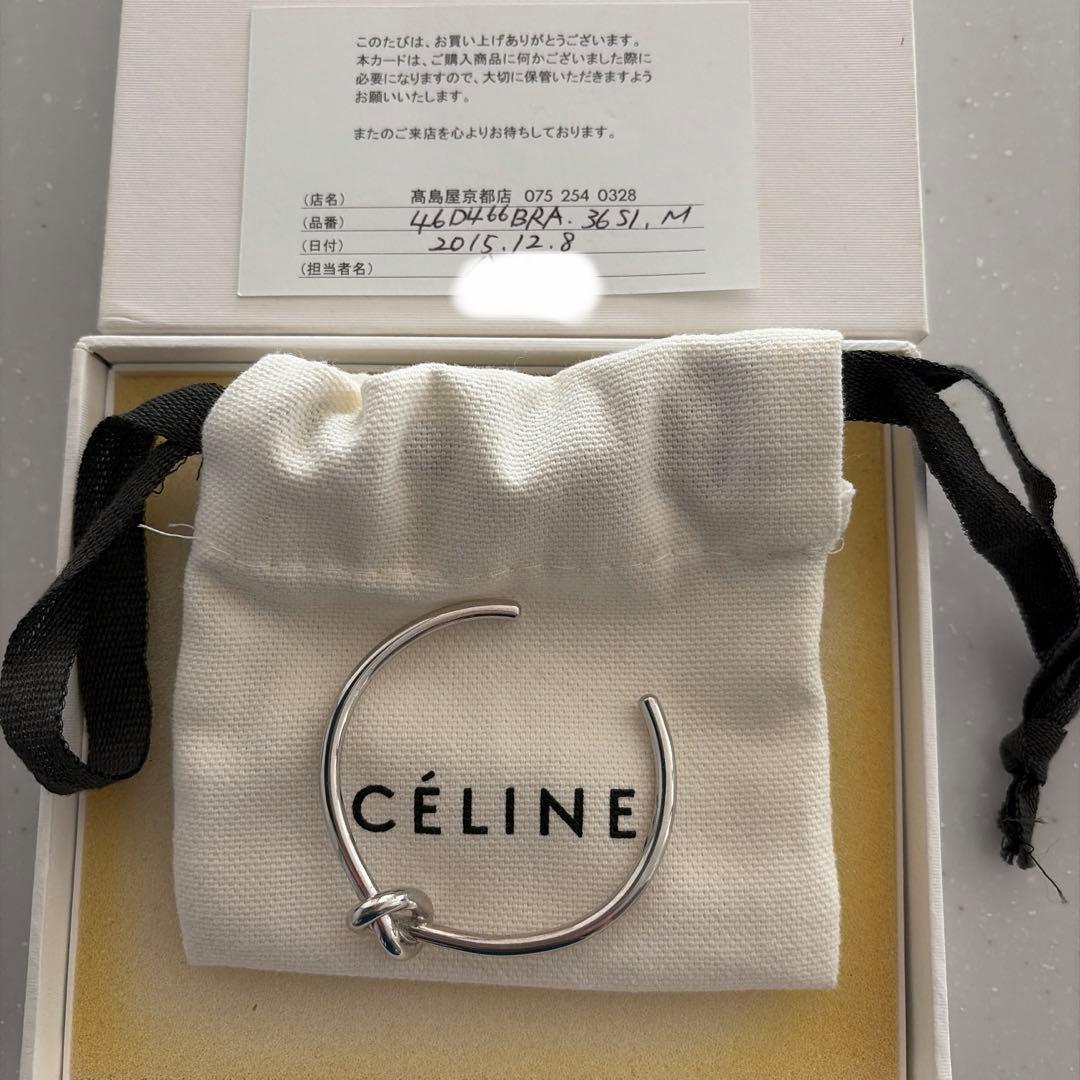 このたびは、お買い上げありがとうございます。
本カードは、ご購入商品に何かございました際に
必要になりますので、大切に保管いただきますよう
お願いいたします。
またのご来店を心よりお待ちしております。
(店名) 髙島屋京都店 075 254 0328
(品番) 46D466BRA. 36SI. M
(日付) 2015.12.8
(担当者名)
CÉLINE